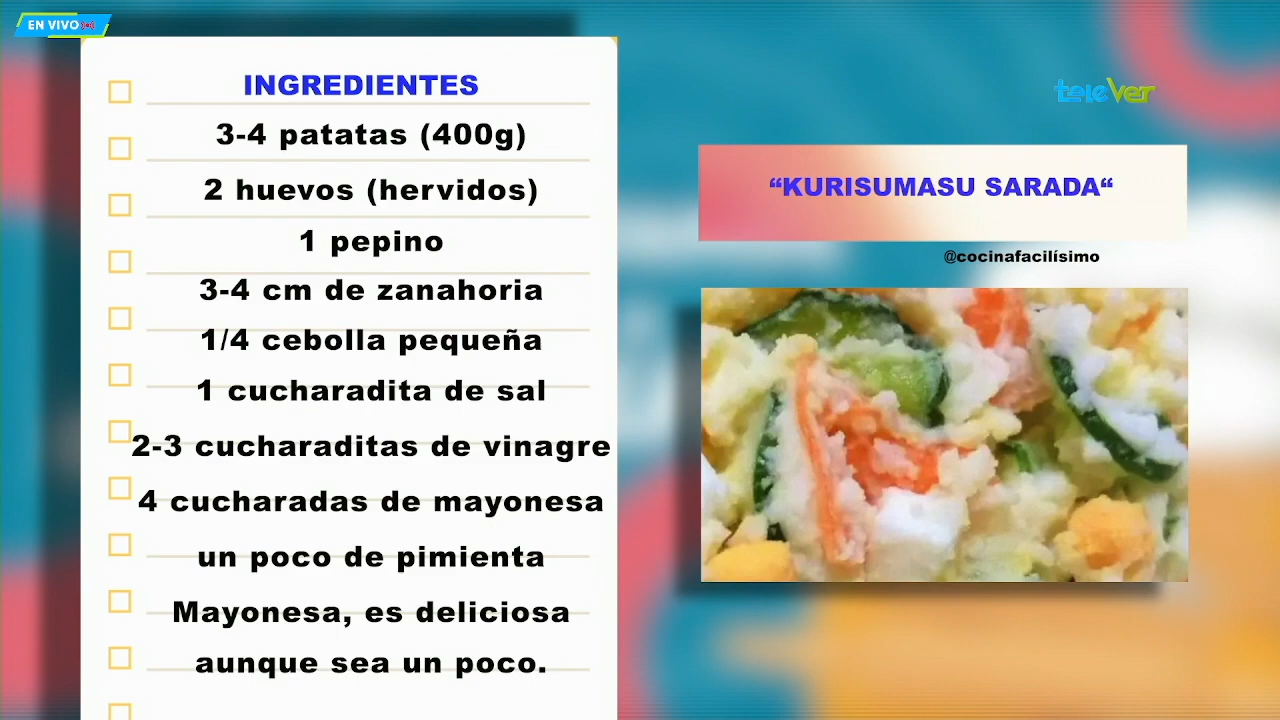 EN VIVO
INGREDIENTES
3-4 patatas (400g)
2 huevos (hervidos)
1 pepino
3-4 cm de zanahoria
1/4 cebolla pequeña
1 cucharadita de sal
2-3 cucharaditas de vinagre
4 cucharadas de mayonesa
un poco de pimienta
Mayonesa, es deliciosa
aunque sea un poco.
teleVer
“KURISUMASU SARADA“
@cocinafacilísimo